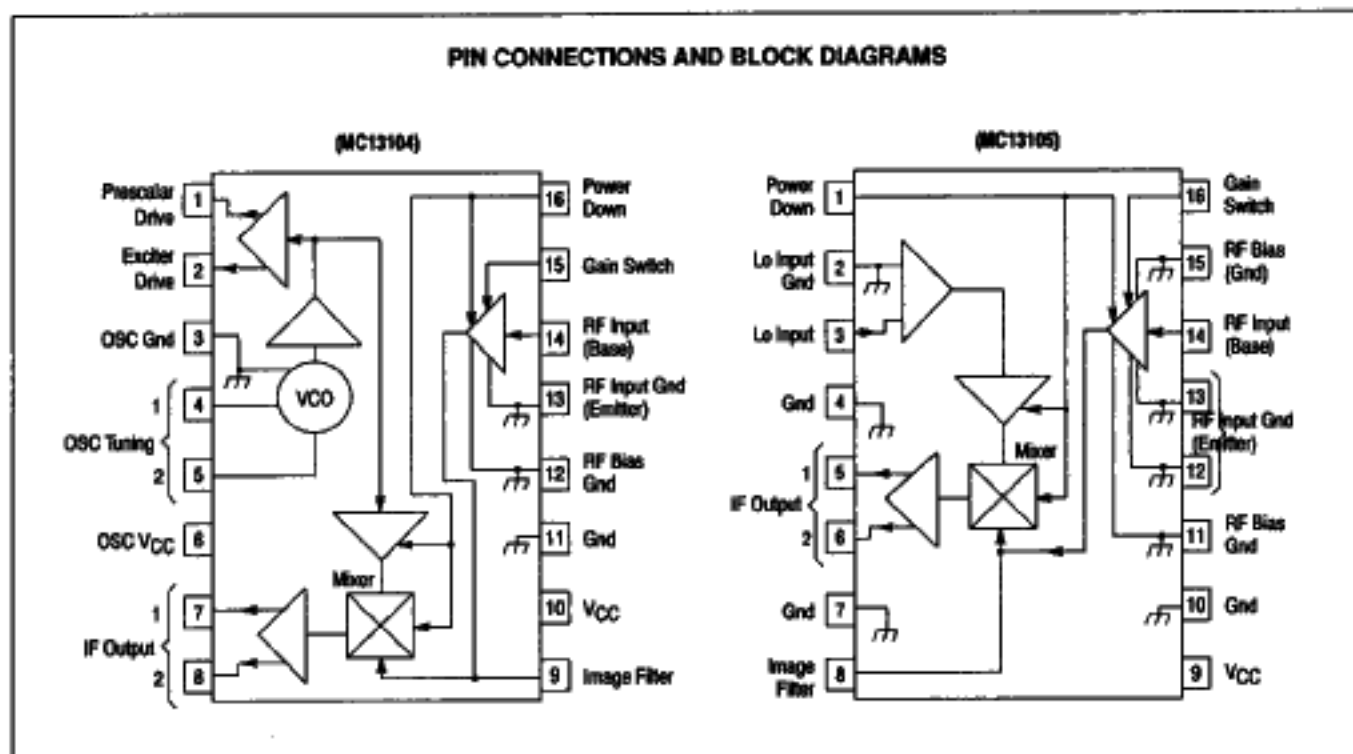 PIN CONNECTIONS AND BLOCK DIAGRAMS
(MC13104)
Prescalar
Drive
1
Exciter
Drive
2
OSC Gnd
3
1
4
OSC Tuning
2
5
OSC VCC
6
1
7
IF Output
2
8
VCO
Mixer
16
Power
Down
15
Gain Switch
14
RF Input
(Base)
13
RF Input Gnd
(Emitter)
12
RF Bias
Gnd
11
Gnd
10
VCC
9
Image Filter
(MC13105)
Power
Down
1
Lo Input
Gnd
2
Lo Input
3
Gnd
4
1
5
IF Output
2
6
Gnd
7
Image
Filter
8
Mixer
16
Gain
Switch
15
RF Bias
(Gnd)
14
RF Input
(Base)
13
RF Input Gnd
(Emitter)
12
11
RF Bias
Gnd
10
Gnd
9
VCC